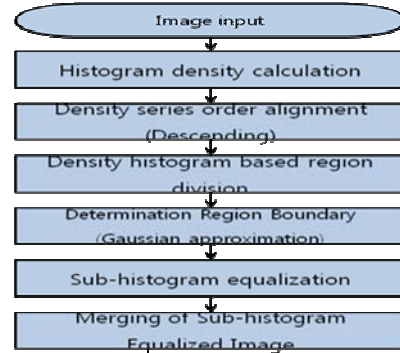 Image input
Histogram density calculation
Density series order alignment
(Descending)
Density histogram based region
division
Determination Region Boundary
(Gaussian approximation)
Sub-histogram equalization
Merging of Sub-histogram
Equalized Image